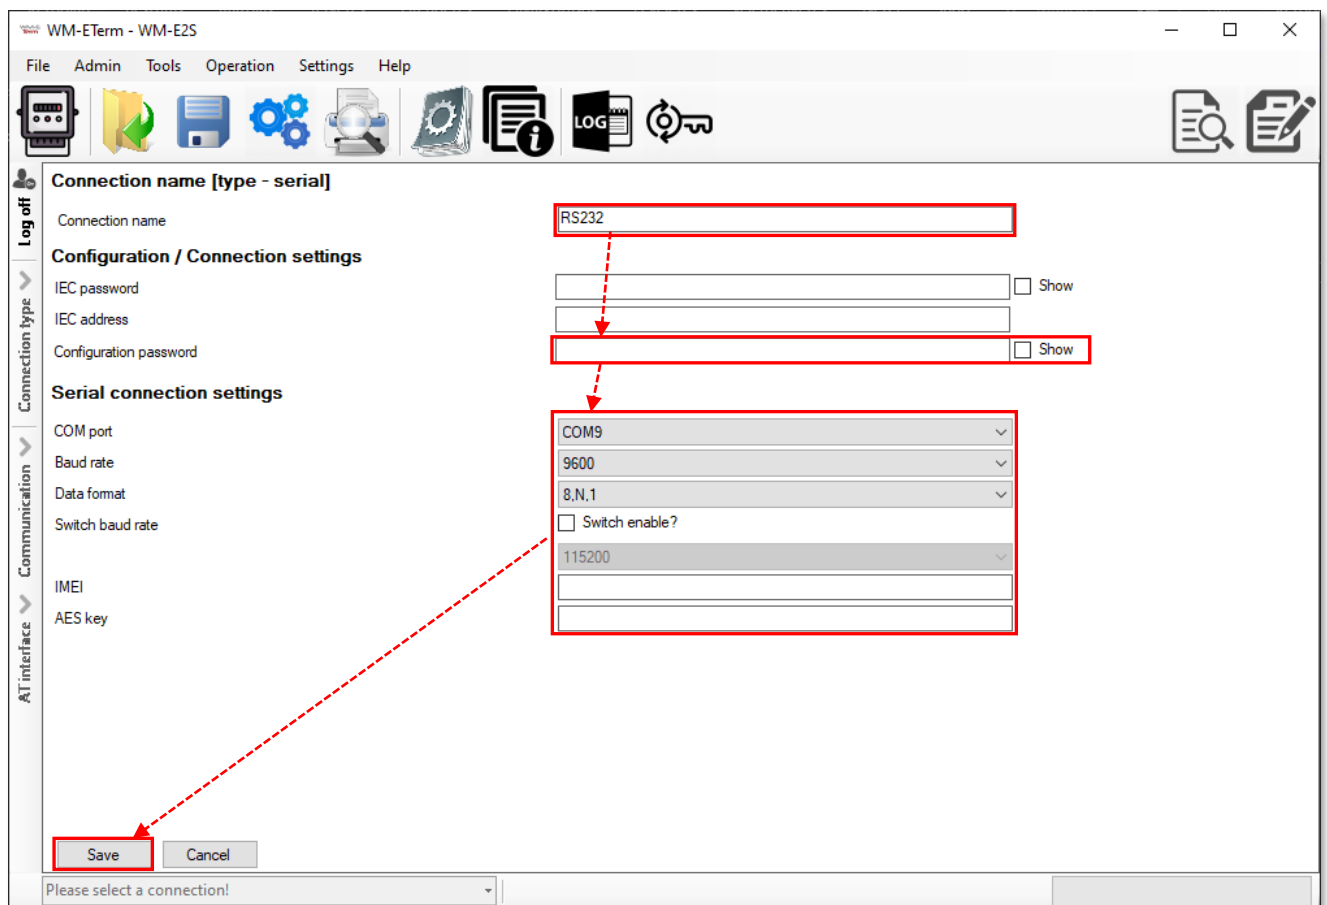 WM-ETerm - WM-E2S
File Admin Tools Operation Settings Help
LOG
Log off
Connection type
Communication
AT interface
Connection name [type - serial]
Connection name RS232
Configuration / Connection settings
IEC password Show
IEC address
Configuration password Show
Serial connection settings
COM port COM9
Baud rate 9600
Data format 8,N,1
Switch baud rate Switch enable?
115200
IMEI
AES key
Save Cancel
Please select a connection!